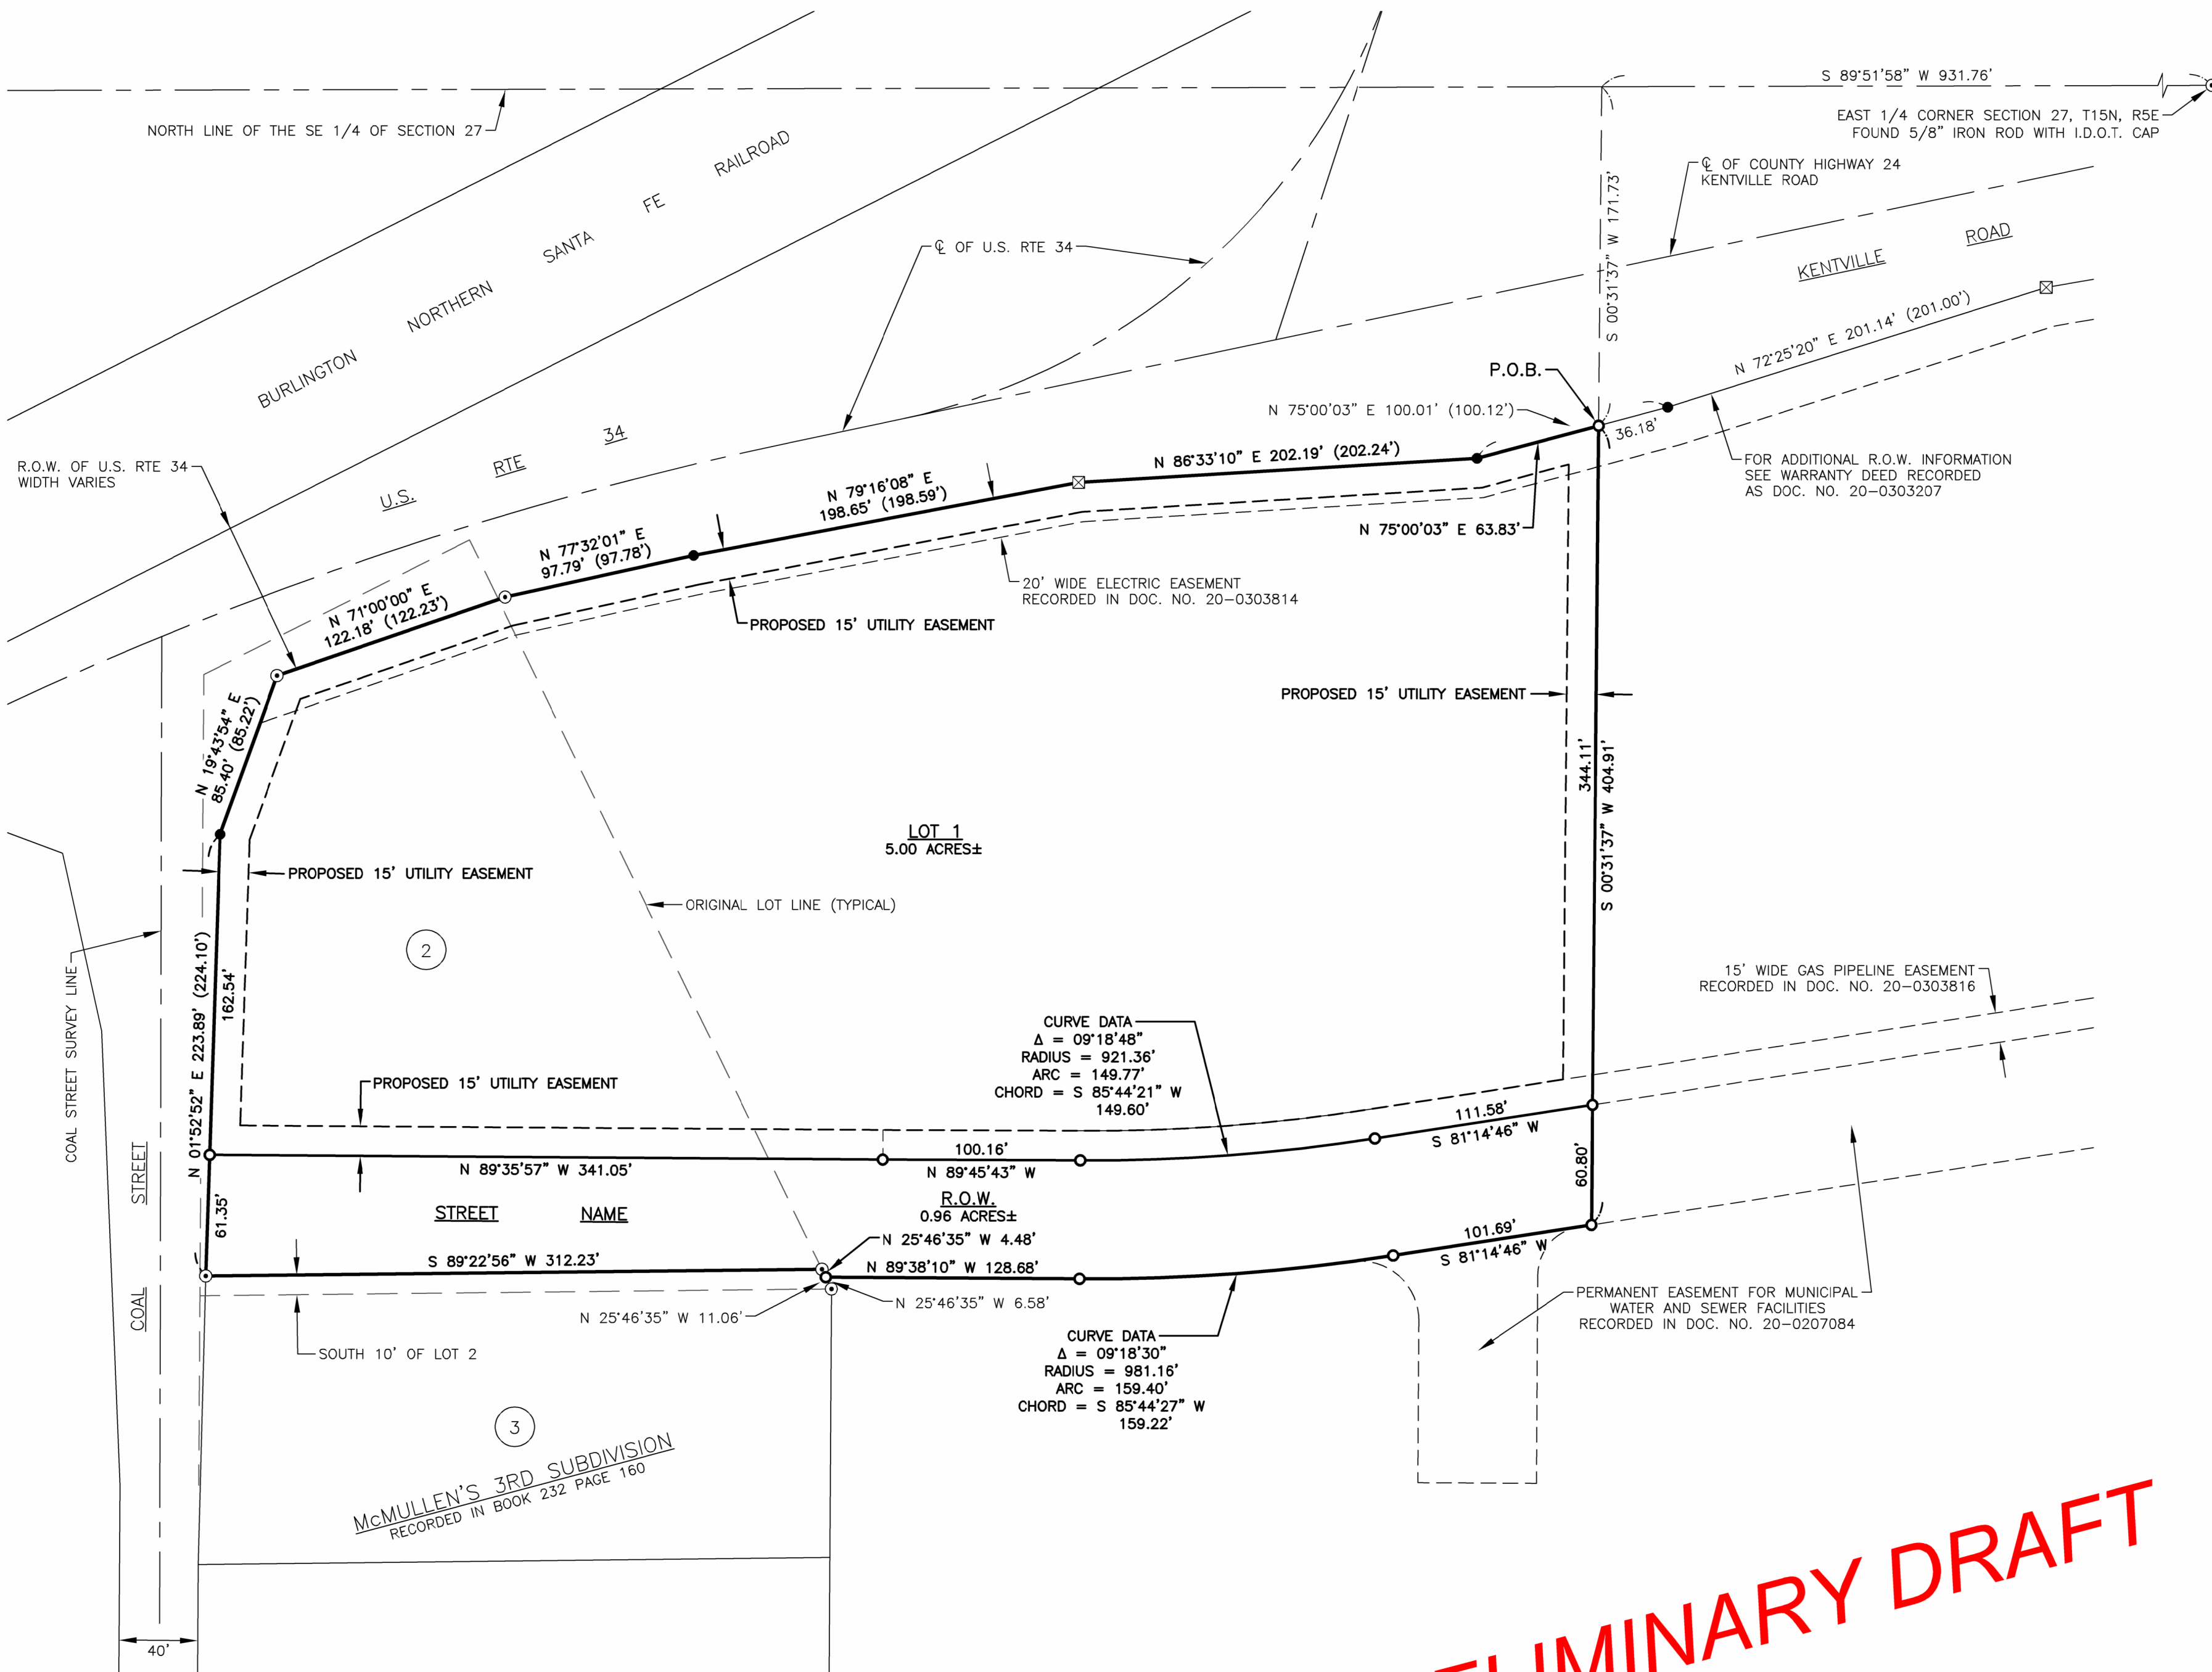 S 89°51'58" W 931.76'
NORTH LINE OF THE SE 1/4 OF SECTION 27
EAST 1/4 CORNER SECTION 27, T15N, R5E
FOUND 5/8" IRON ROD WITH I.D.O.T. CAP
BURLINGTON NORTHERN SANTA FE RAILROAD
℄ OF COUNTY HIGHWAY 24
KENTVILLE ROAD
S 00°31'37" W 171.73'
℄ OF U.S. RTE 34
KENTVILLE ROAD
N 72°25'20" E 201.14' (201.00')
P.O.B.
N 75°00'03" E 100.01' (100.12')
36.18'
U.S. RTE 34
R.O.W. OF U.S. RTE 34
WIDTH VARIES
N 86°33'10" E 202.19' (202.24')
FOR ADDITIONAL R.O.W. INFORMATION
SEE WARRANTY DEED RECORDED
AS DOC. NO. 20-0303207
N 79°16'08" E
198.65' (198.59')
N 75°00'03" E 63.83'
N 77°32'01" E
97.79' (97.78')
20' WIDE ELECTRIC EASEMENT
RECORDED IN DOC. NO. 20-0303814
N 71°00'00" E
122.18' (122.23')
PROPOSED 15' UTILITY EASEMENT
PROPOSED 15' UTILITY EASEMENT
N 19°43'54" E
85.40' (85.22')
344.11'
S 00°31'37" W 404.91'
LOT 1
5.00 ACRES±
PROPOSED 15' UTILITY EASEMENT
ORIGINAL LOT LINE (TYPICAL)
2
COAL STREET SURVEY LINE
N 01°52'52" E 223.89' (224.10')
162.54'
15' WIDE GAS PIPELINE EASEMENT
RECORDED IN DOC. NO. 20-0303816
CURVE DATA
Δ = 09°18'48"
RADIUS = 921.36'
ARC = 149.77'
CHORD = S 85°44'21" W
149.60'
PROPOSED 15' UTILITY EASEMENT
111.58'
S 81°14'46" W
100.16'
N 89°45'43" W
N 89°35'57" W 341.05'
60.80'
COAL STREET
61.35'
STREET NAME
R.O.W.
0.96 ACRES±
N 25°46'35" W 4.48'
101.69'
S 81°14'46" W
S 89°22'56" W 312.23'
N 89°38'10" W 128.68'
N 25°46'35" W 6.58'
N 25°46'35" W 11.06'
PERMANENT EASEMENT FOR MUNICIPAL
WATER AND SEWER FACILITIES
RECORDED IN DOC. NO. 20-0207084
SOUTH 10' OF LOT 2
CURVE DATA
Δ = 09°18'30"
RADIUS = 981.16'
ARC = 159.40'
CHORD = S 85°44'27" W
159.22'
3
McMULLEN'S 3RD SUBDIVISION
RECORDED IN BOOK 232 PAGE 160
40'
LIMINARY DRAFT